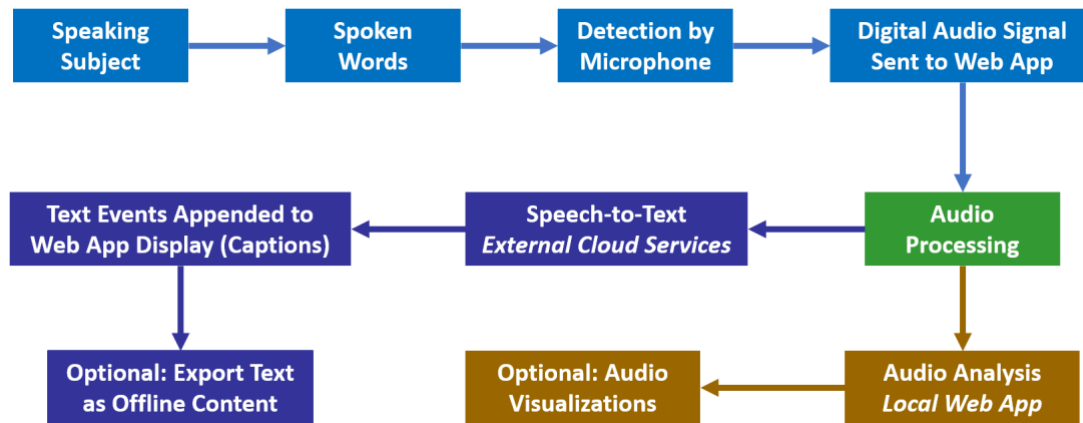 Speaking
Subject
Spoken
Words
Detection by
Microphone
Digital Audio Signal
Sent to Web App
Text Events Appended to
Web App Display (Captions)
Speech-to-Text
External Cloud Services
Audio
Processing
Optional: Export Text
as Offline Content
Optional: Audio
Visualizations
Audio Analysis
Local Web App